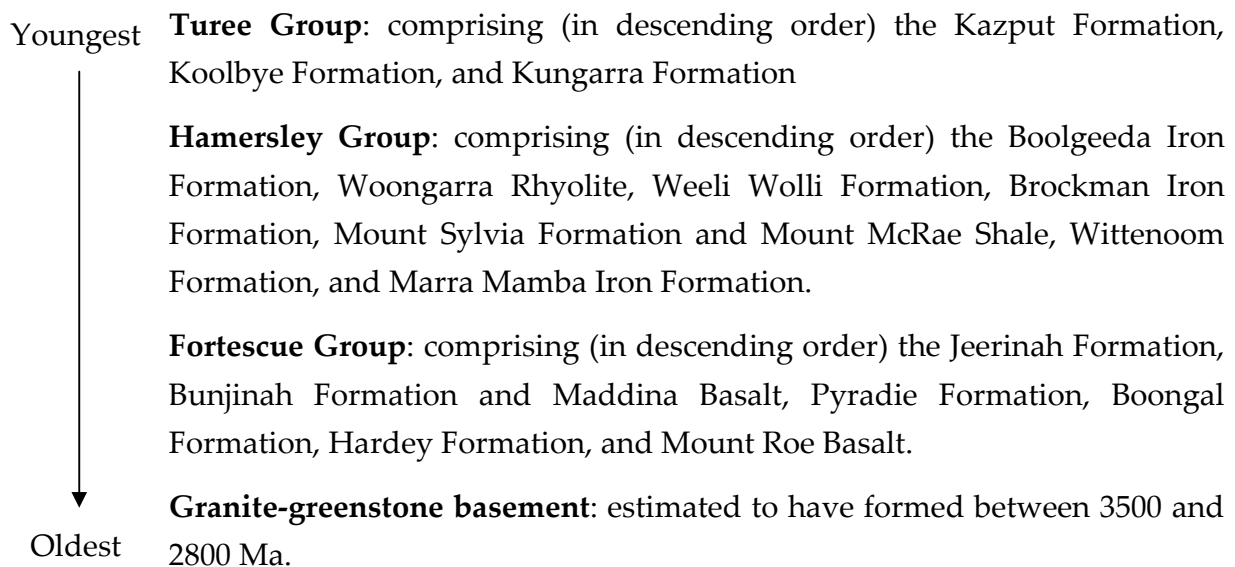 Youngest
Turee Group: comprising (in descending order) the Kazput Formation,
Koolbye Formation, and Kungarra Formation
Hamersley Group: comprising (in descending order) the Boolgeeda Iron
Formation, Woongarra Rhyolite, Weeli Wolli Formation, Brockman Iron
Formation, Mount Sylvia Formation and Mount McRae Shale, Wittenoom
Formation, and Marra Mamba Iron Formation.
Fortescue Group: comprising (in descending order) the Jeerinah Formation,
Bunjinah Formation and Maddina Basalt, Pyradie Formation, Boongal
Formation, Hardey Formation, and Mount Roe Basalt.
Granite-greenstone basement: estimated to have formed between 3500 and
2800 Ma.
Oldest